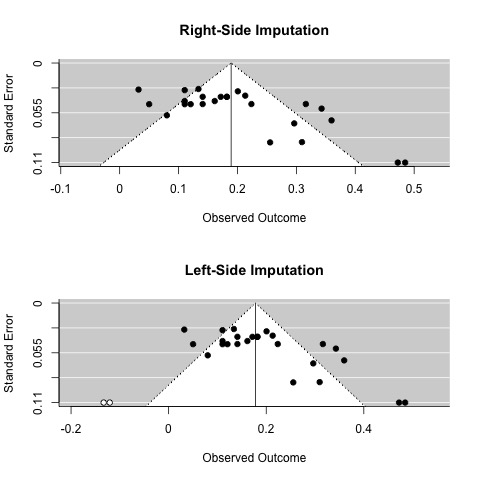 Right-Side Imputation
Standard Error
0
0.055
0.11
-0.1 0 0.1 0.2 0.3 0.4 0.5
Observed Outcome
Left-Side Imputation
Standard Error
0
0.055
0.11
-0.2 0 0.2 0.4
Observed Outcome